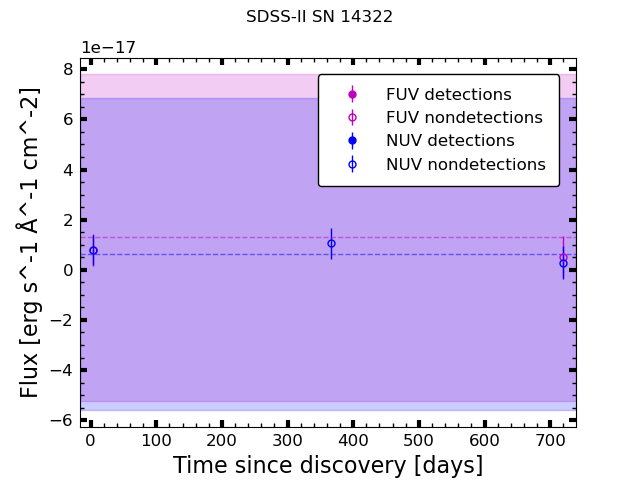 SDSS-II SN 14322
1e−17
8
6
4
2
0
−2
−4
−6
Flux [erg s^-1 Å^-1 cm^-2]
FUV detections
FUV nondetections
NUV detections
NUV nondetections
0 100 200 300 400 500 600 700
Time since discovery [days]